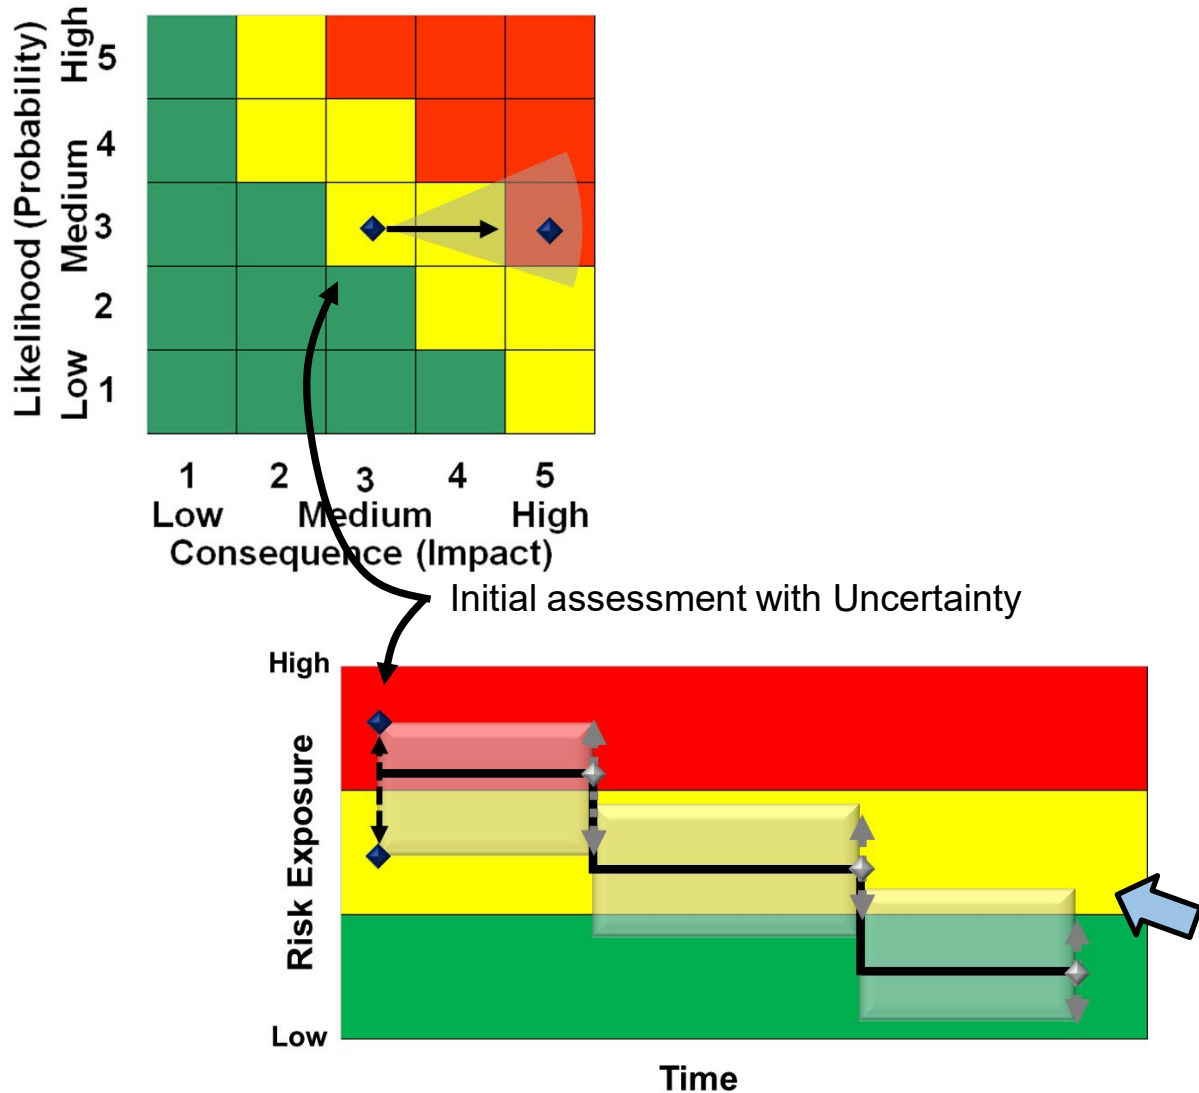 Likelihood (Probability)
High
Medium
Low
5
4
3
2
1
1 2 3 4 5
Low Medium High
Consequence (Impact)
Initial assessment with Uncertainty
High
Risk Exposure
Low
Time